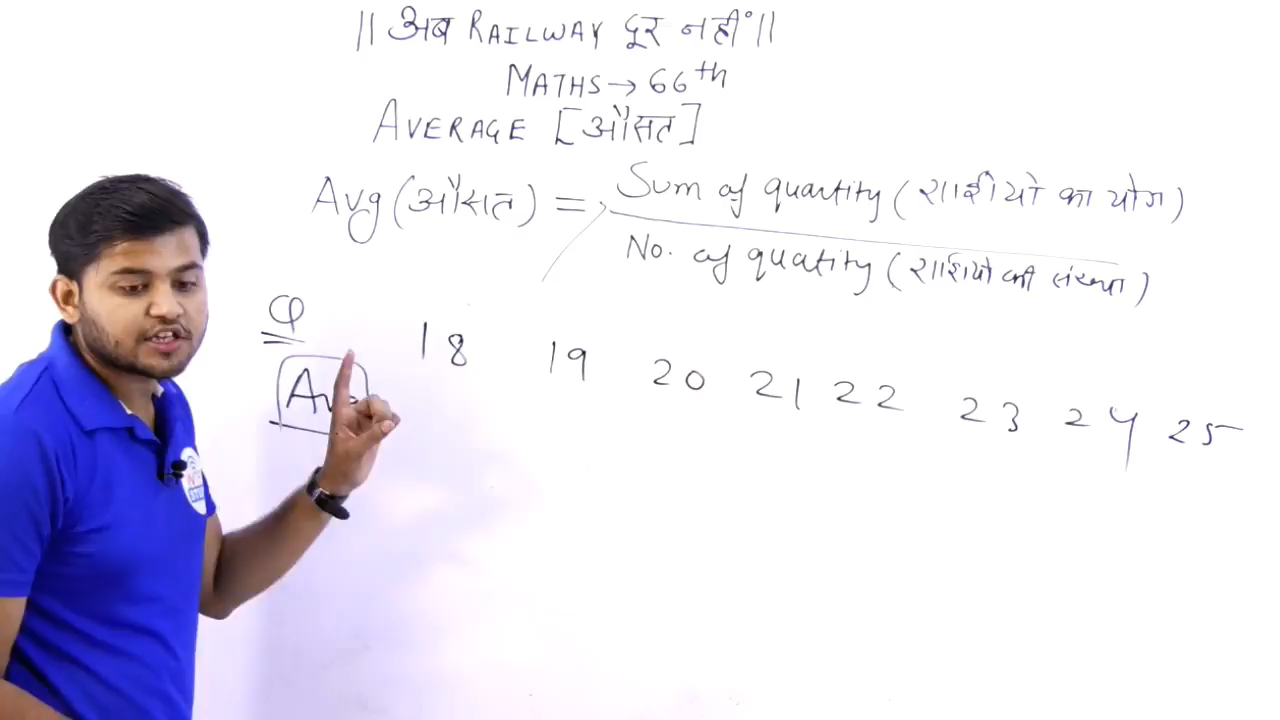 || अब RAILWAY दूर नहीं ||
MATHS → 66th
AVERAGE [औसत]
Avg (औसत) = Sum of quantity (राशीयो का योग)
No. of quatity (राशियो की संख्या)
Q
18 19 20 21 22 23 24 25
Av